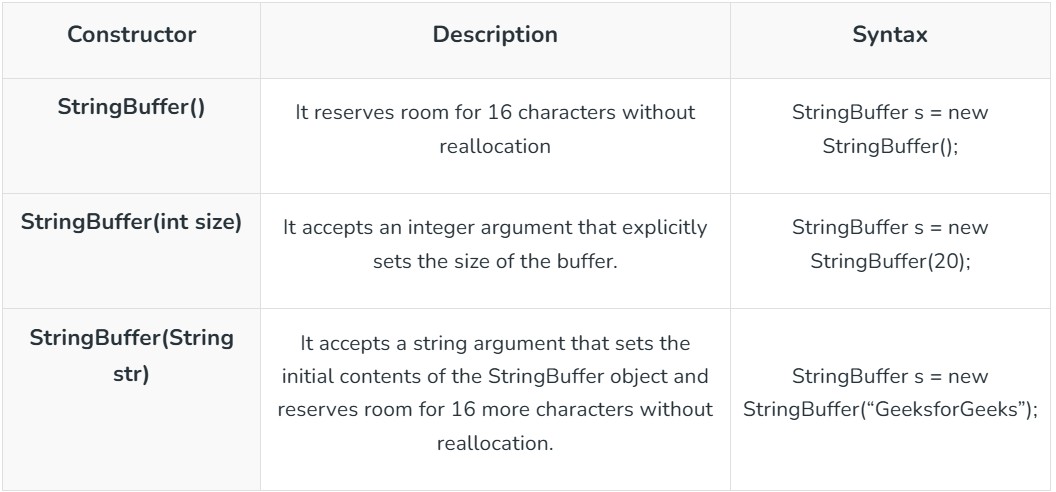 Constructor
Description
Syntax
StringBuffer()
It reserves room for 16 characters without
reallocation
StringBuffer s = new
StringBuffer();
StringBuffer(int size)
It accepts an integer argument that explicitly
sets the size of the buffer.
StringBuffer s = new
StringBuffer(20);
StringBuffer(String
str)
It accepts a string argument that sets the
initial contents of the StringBuffer object and
reserves room for 16 more characters without
reallocation.
StringBuffer s = new
StringBuffer(“GeeksforGeeks”);